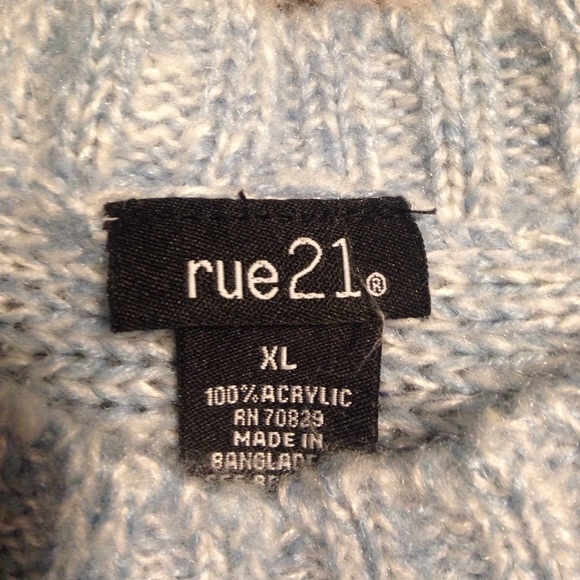 rue21®
XL
100% ACRYLIC
RN 70829
MADE IN